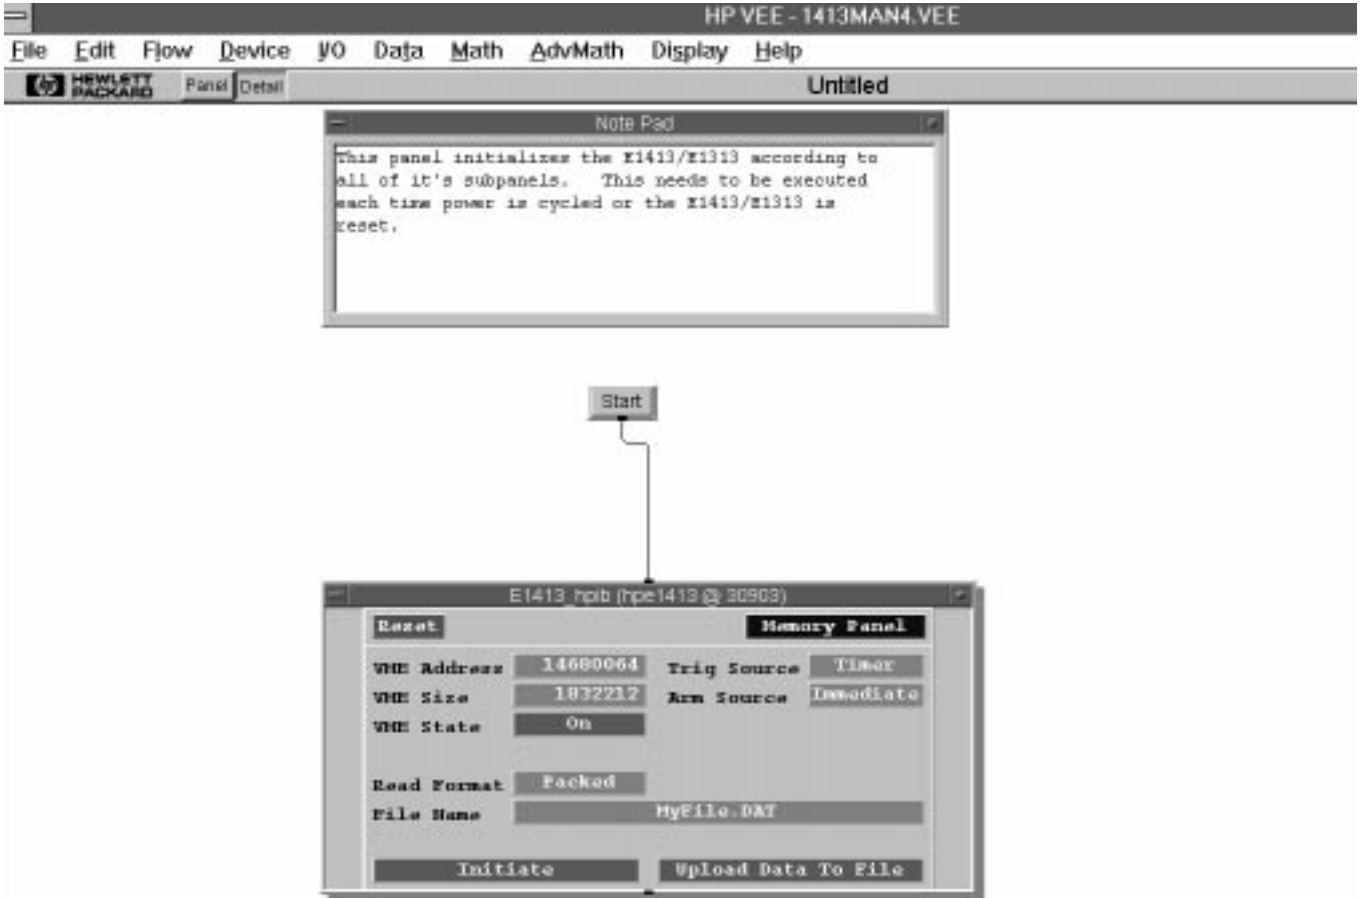 HP VEE - 1413MAN4.VEE
File Edit Flow Device I/O Data Math AdvMath Display Help
HEWLETT PACKARD Panel Detail Untitled
Note Pad
This panel initializes the E1413/E1313 according to
all of it's subpanels. This needs to be executed
each time power is cycled or the E1413/E1313 is
reset.
Start
E1413_hpib (hpe1413 @ 30903)
Reset Memory Panel
VME Address 14680064 Trig Source Timer
VME Size 1832212 Arm Source Immediate
VME State On
Read Format Packed
File Name MyFile.DAT
Initiate Upload Data To File